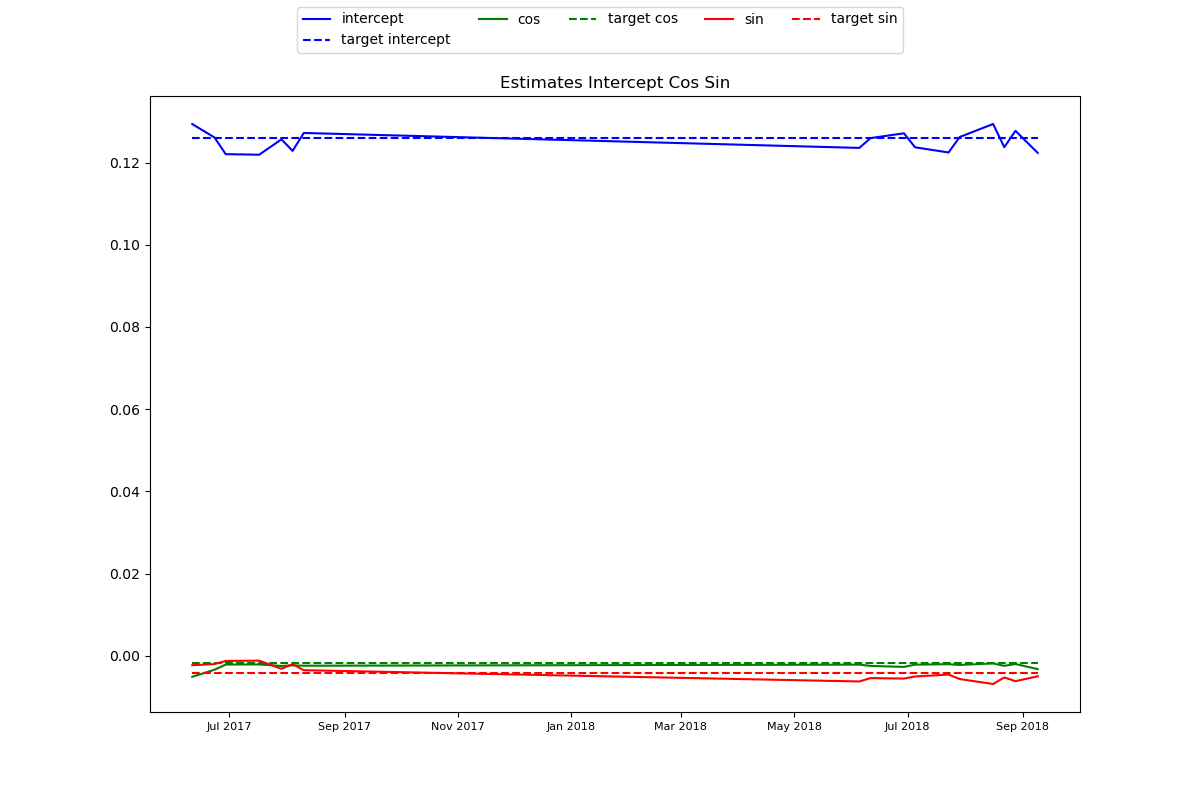 intercept cos target cos sin target sin
target intercept
Estimates Intercept Cos Sin
0.12
0.10
0.08
0.06
0.04
0.02
0.00
Jul 2017 Sep 2017 Nov 2017 Jan 2018 Mar 2018 May 2018 Jul 2018 Sep 2018